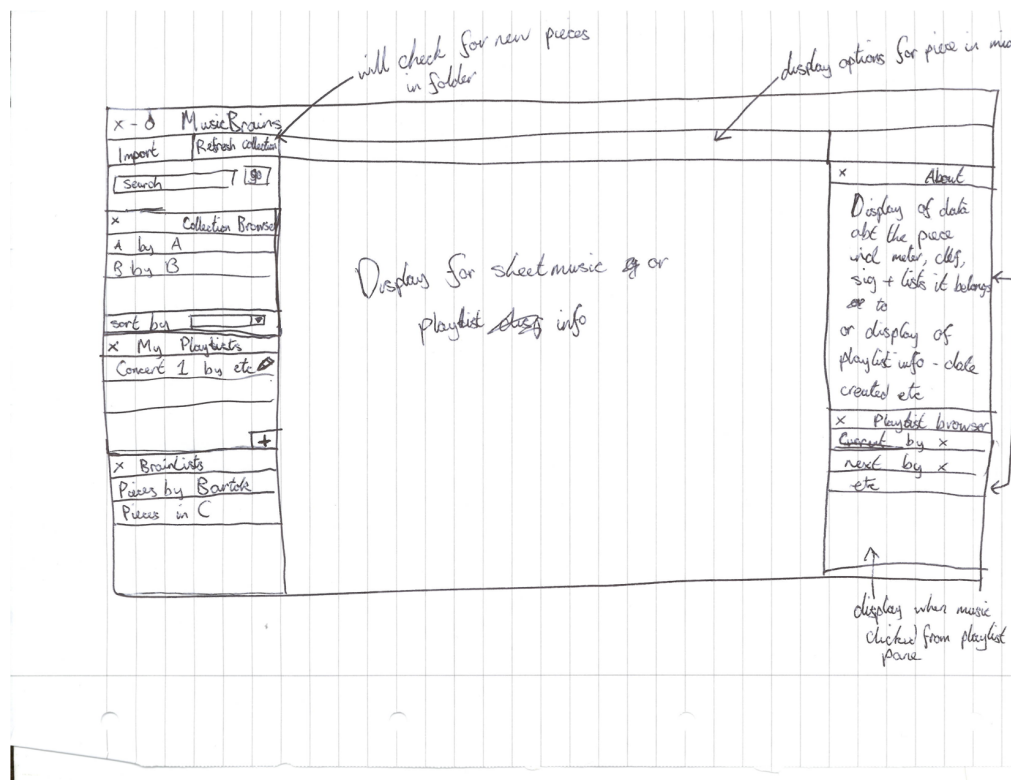 will check for new pieces
in folder
display options for piece in mid
x - MusicBrains
Import Refresh Collection
Search go
x About
x Collection Browser
A by A
B by B
sort by
x My Playlists
Concert 1 by etc
+
x BrainLists
Pieces by Bartok
Pieces in C
Display for sheetmusic or
playlist info
Display of data
abt the piece
incl meter, clef,
sig + lists it belongs
to
or display of
playlist info - date
created etc
x Playlist browser
Current by x
next by x
etc
display when music
clicked from playlist
pane